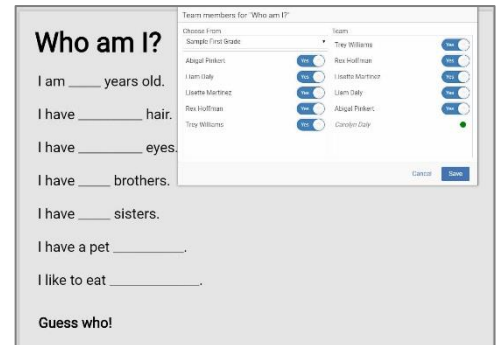 Who am I?
I am ____ years old.
I have ________ hair.
I have ________ eyes.
I have ____ brothers.
I have ____ sisters.
I have a pet _________.
I like to eat ___________.
Guess who!
Team members for "Who am I?"
Choose From
Sample First Grade
Abigal Pinkert Yes
Liam Daly Yes
Lisette Martinez Yes
Rex Hoffman Yes
Trey Williams Yes
Team
Trey Williams Yes
Rex Hoffman Yes
Lisette Martinez Yes
Liam Daly Yes
Abigal Pinkert Yes
Carolyn Daly
Cancel Save